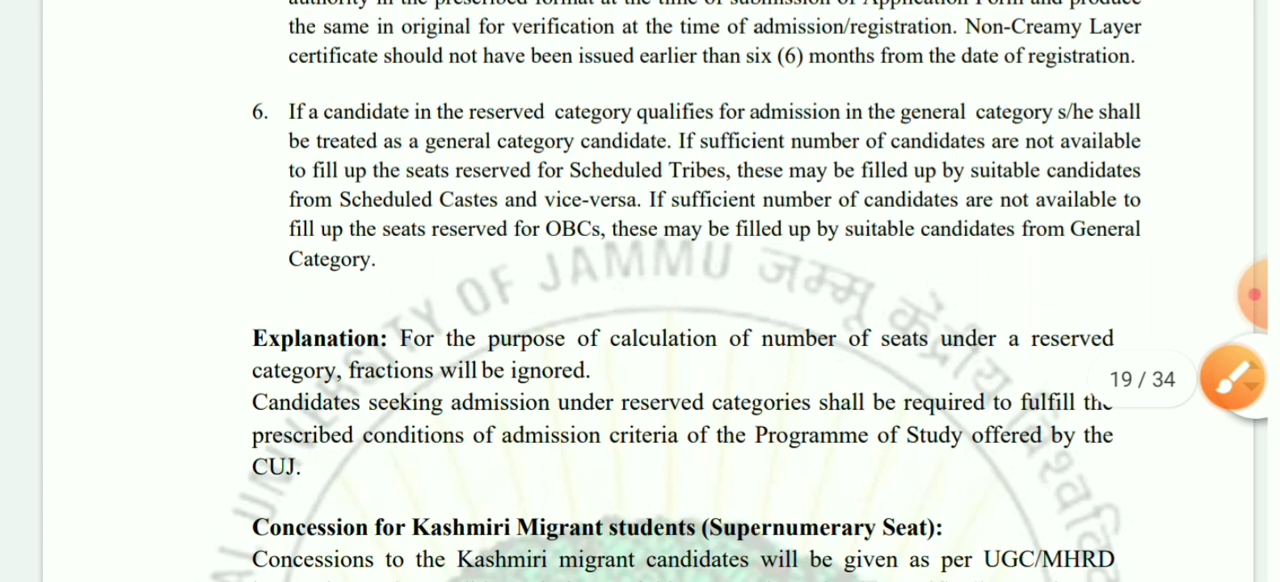 the same in original for verification at the time of admission/registration. Non-Creamy Layer
certificate should not have been issued earlier than six (6) months from the date of registration.
6. If a candidate in the reserved category qualifies for admission in the general category s/he shall
be treated as a general category candidate. If sufficient number of candidates are not available
to fill up the seats reserved for Scheduled Tribes, these may be filled up by suitable candidates
from Scheduled Castes and vice-versa. If sufficient number of candidates are not available to
fill up the seats reserved for OBCs, these may be filled up by suitable candidates from General
Category.
UNIVERSITY OF JAMMU जम्मू केंद्रीय
Explanation: For the purpose of calculation of number of seats under a reserved
category, fractions will be ignored.
19 / 34
Candidates seeking admission under reserved categories shall be required to fulfill the
prescribed conditions of admission criteria of the Programme of Study offered by the
CUJ.
Concession for Kashmiri Migrant students (Supernumerary Seat):
Concessions to the Kashmiri migrant candidates will be given as per UGC/MHRD